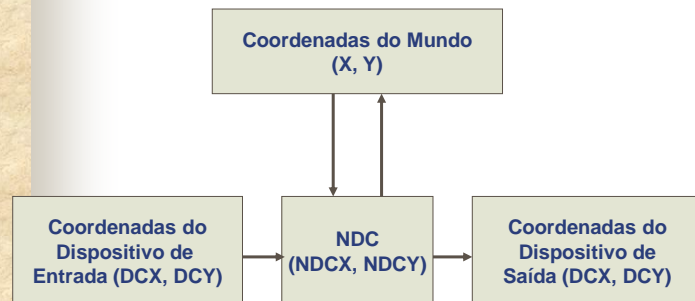 Coordenadas do Mundo
(X, Y)
Coordenadas do
Dispositivo de
Entrada (DCX, DCY)
NDC
(NDCX, NDCY)
Coordenadas do
Dispositivo de
Saída (DCX, DCY)